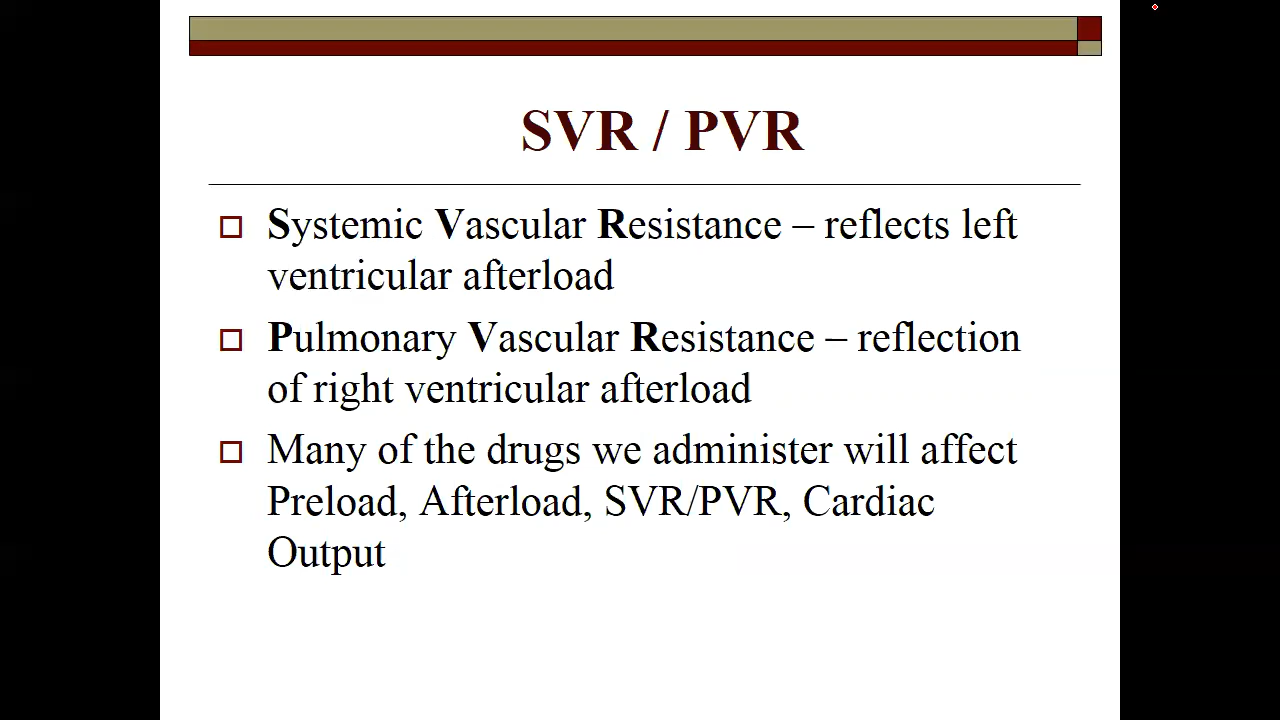 SVR / PVR
Systemic Vascular Resistance – reflects left
ventricular afterload
Pulmonary Vascular Resistance – reflection
of right ventricular afterload
Many of the drugs we administer will affect
Preload, Afterload, SVR/PVR, Cardiac
Output